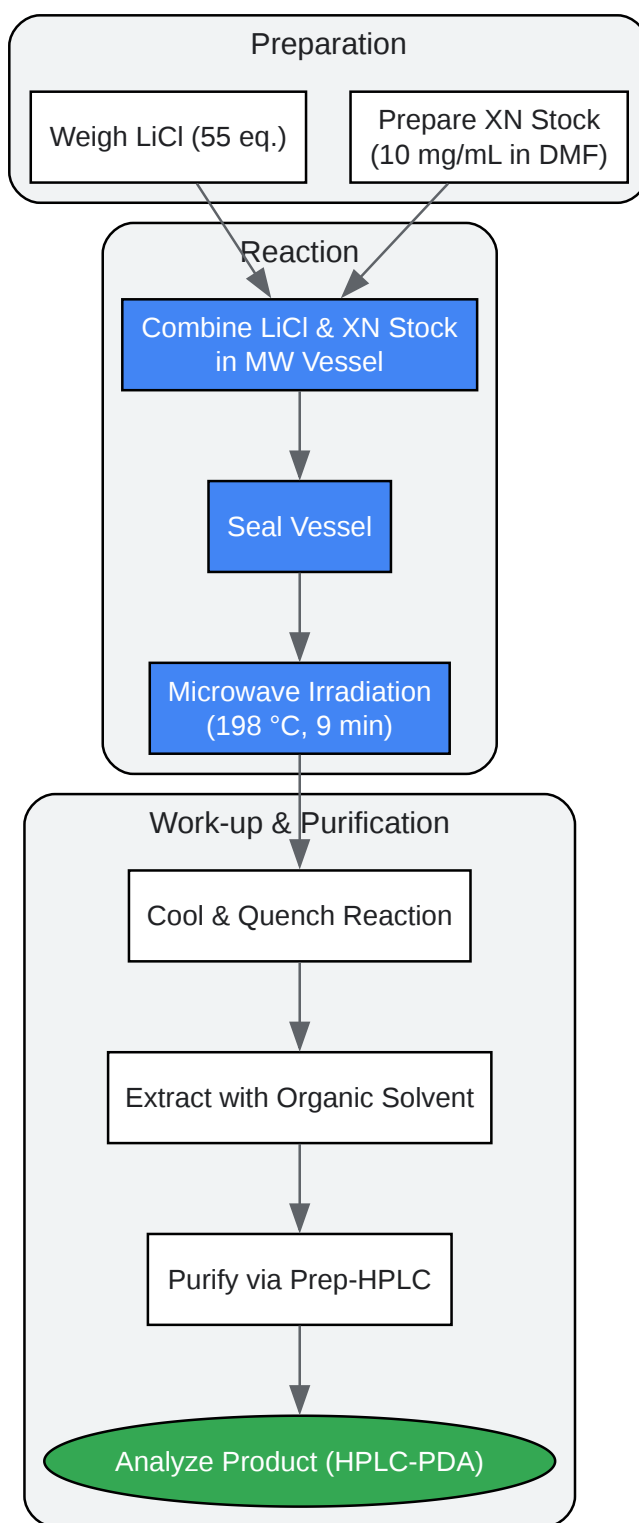 Preparation
Weigh LiCl (55 eq.)
Prepare XN Stock
(10 mg/mL in DMF)
Reaction
Combine LiCl & XN Stock
in MW Vessel
Seal Vessel
Microwave Irradiation
(198 °C, 9 min)
Work-up & Purification
Cool & Quench Reaction
Extract with Organic Solvent
Purify via Prep-HPLC
Analyze Product (HPLC-PDA)